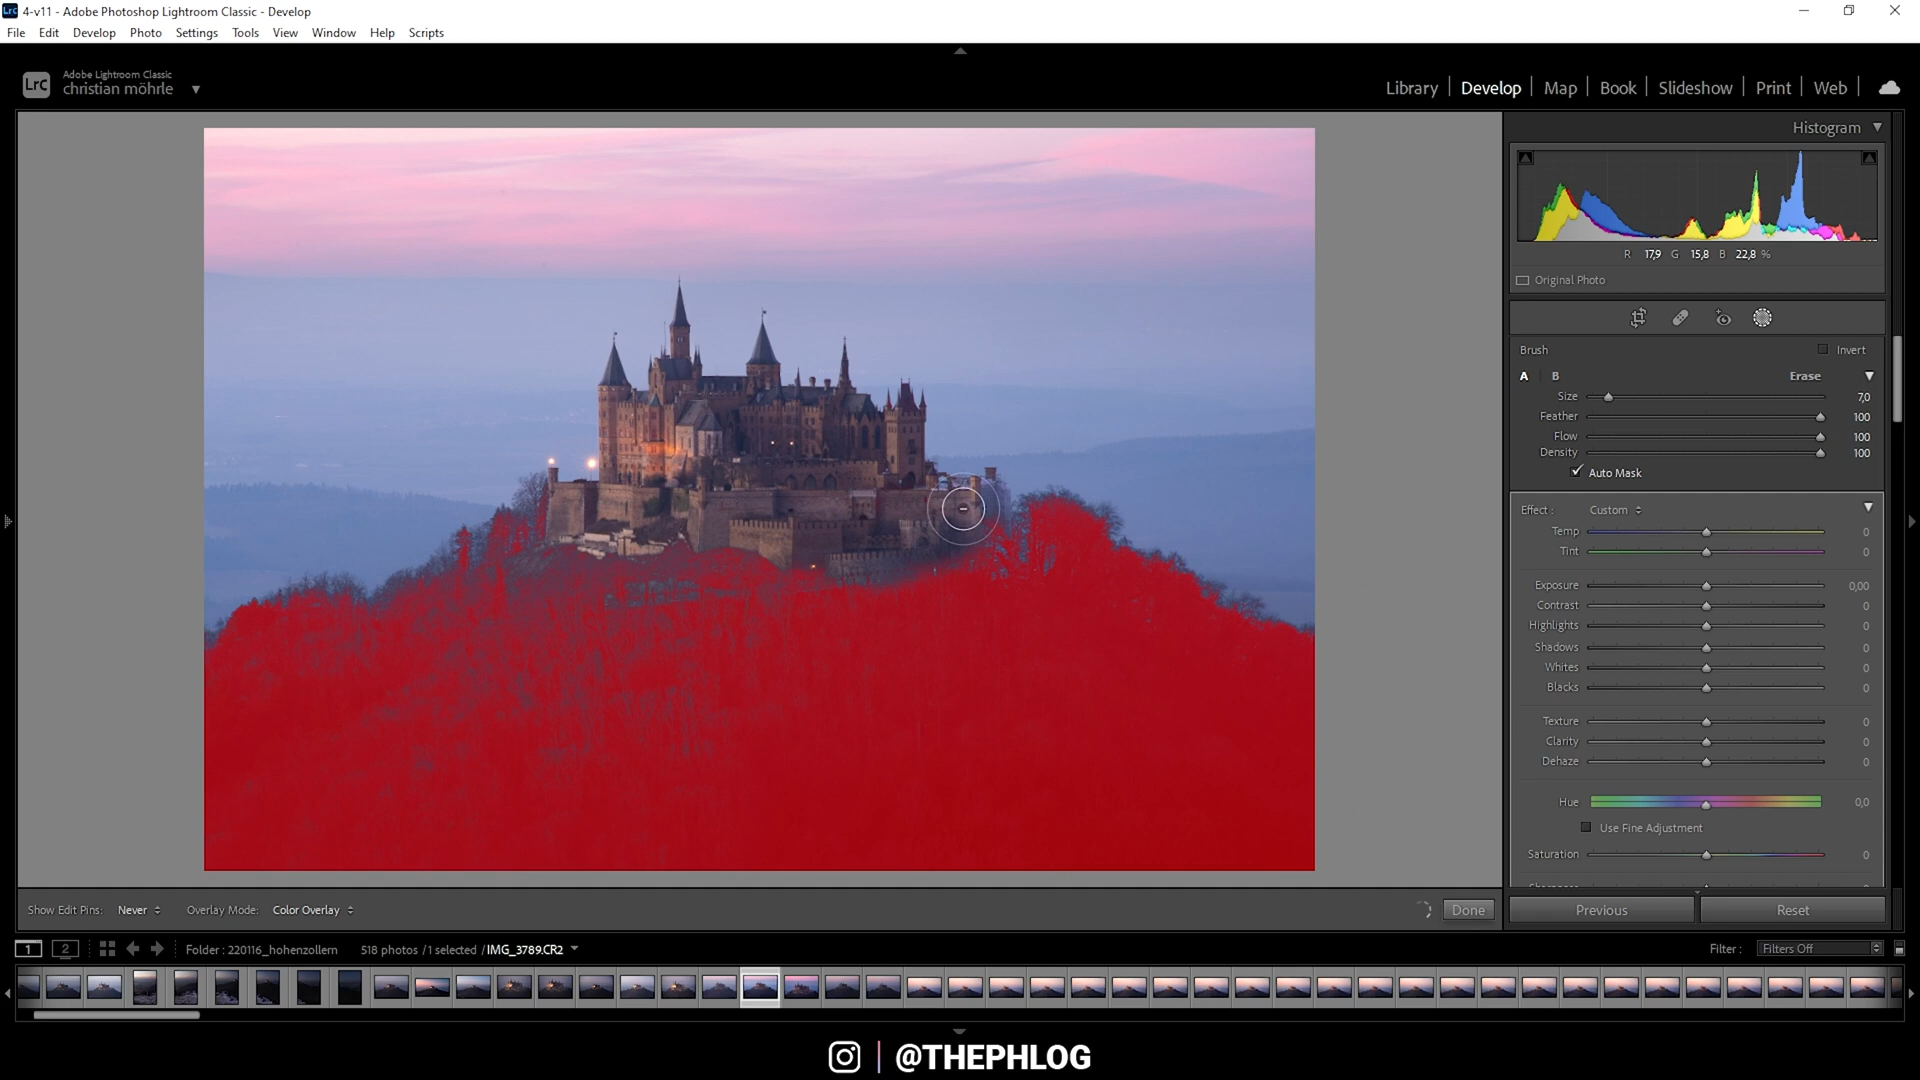 Lrc 4-v11 - Adobe Photoshop Lightroom Classic - Develop
File Edit Develop Photo Settings Tools View Window Help Scripts
LrC Adobe Lightroom Classic
christian möhrle
Library Develop Map Book Slideshow Print Web
Histogram
R 17,9 G 15,8 B 22,8 %
Original Photo
Brush Invert
A B Erase
Size 7,0
Feather 100
Flow 100
Density 100
Auto Mask
Effect : Custom
Temp 0
Tint 0
Exposure 0,00
Contrast 0
Highlights 0
Shadows 0
Whites 0
Blacks 0
Texture 0
Clarity 0
Dehaze 0
Hue 0,0
Use Fine Adjustment
Saturation 0
Show Edit Pins: Never Overlay Mode: Color Overlay Done
Previous Reset
1 2 Folder : 220116_hohenzollern 518 photos / 1 selected / IMG_3789.CR2 Filter : Filters Off
@THEPHLOG